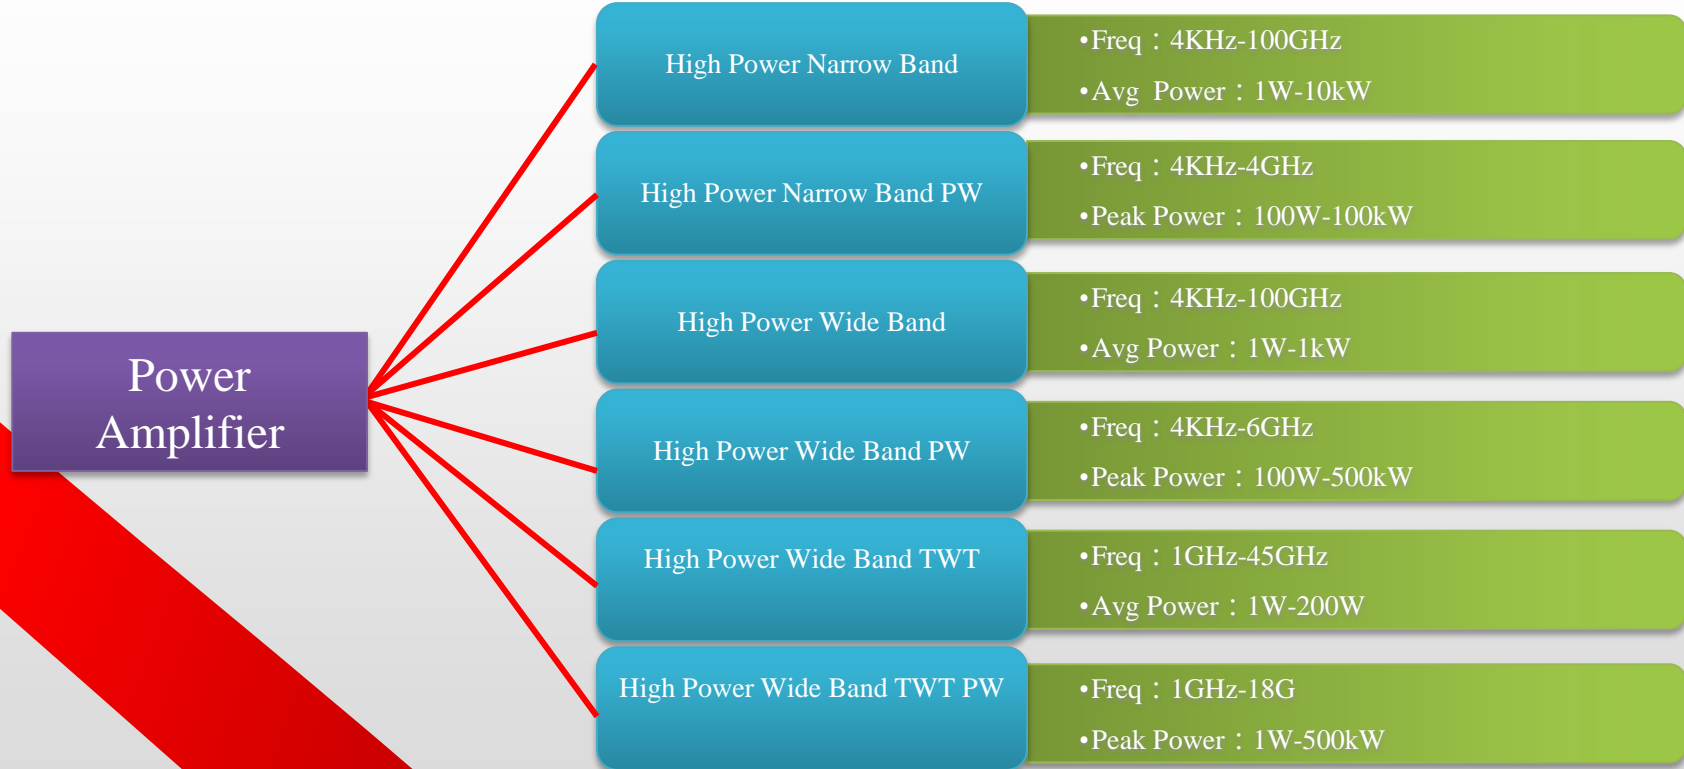 Power
Amplifier
High Power Narrow Band
•Freq：4KHz-100GHz
•Avg  Power：1W-10kW
High Power Narrow Band PW
•Freq：4KHz-4GHz
•Peak Power：100W-100kW
High Power Wide Band
•Freq：4KHz-100GHz
•Avg Power：1W-1kW
High Power Wide Band PW
•Freq：4KHz-6GHz
•Peak Power：100W-500kW
High Power Wide Band TWT
•Freq：1GHz-45GHz
•Avg Power：1W-200W
High Power Wide Band TWT PW
•Freq：1GHz-18G
•Peak Power：1W-500kW